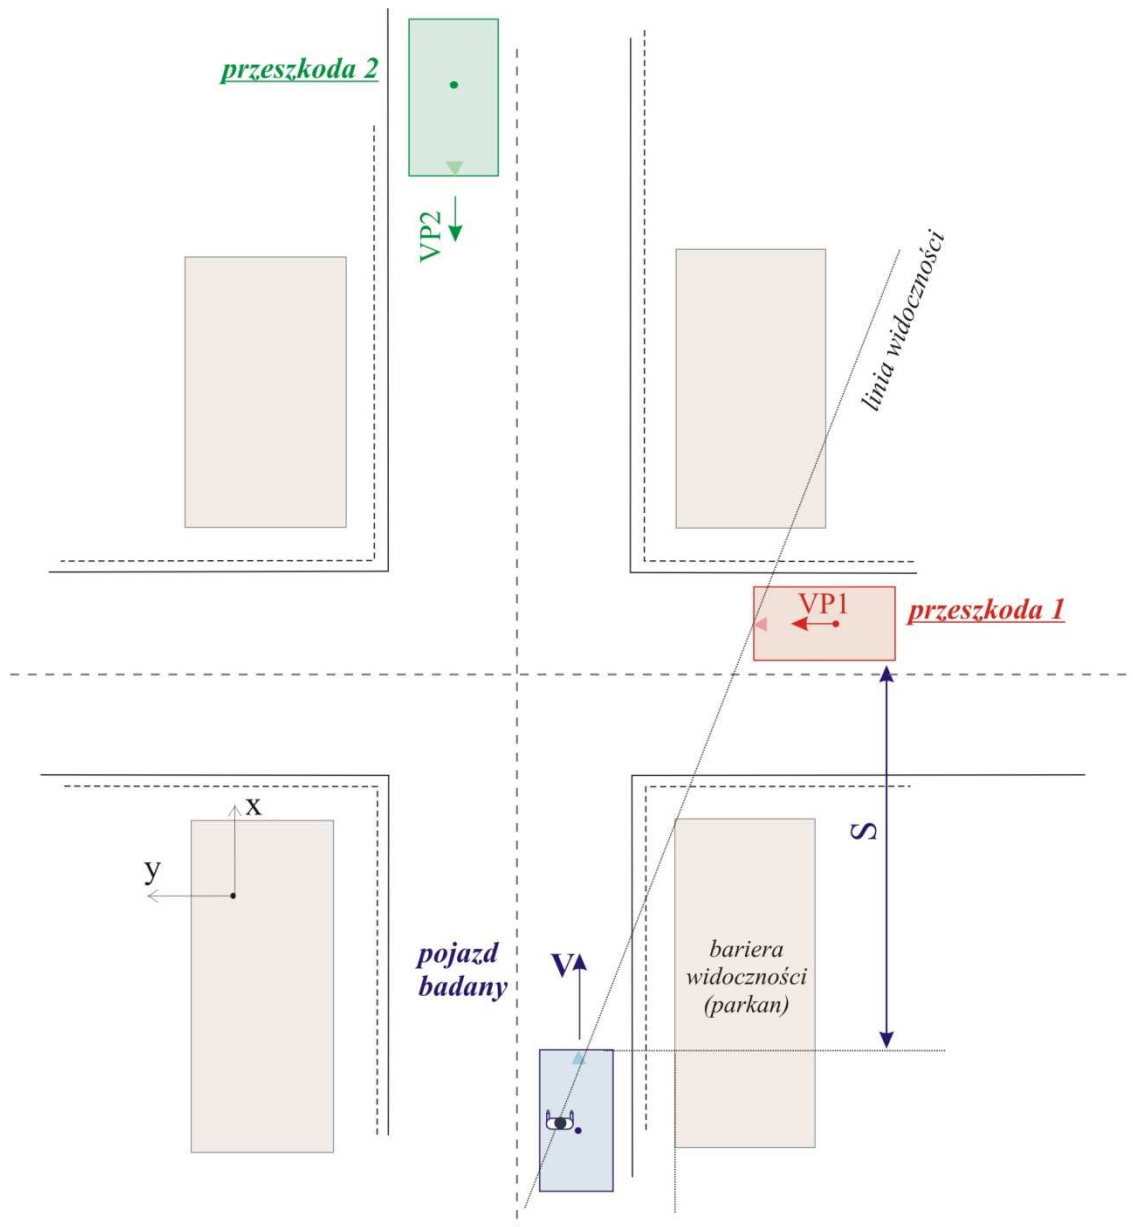 przeszkoda 2
VP2
linia widoczności
VP1
przeszkoda 1
x
y
S
pojazd
badany
V
bariera
widoczności
(parkan)